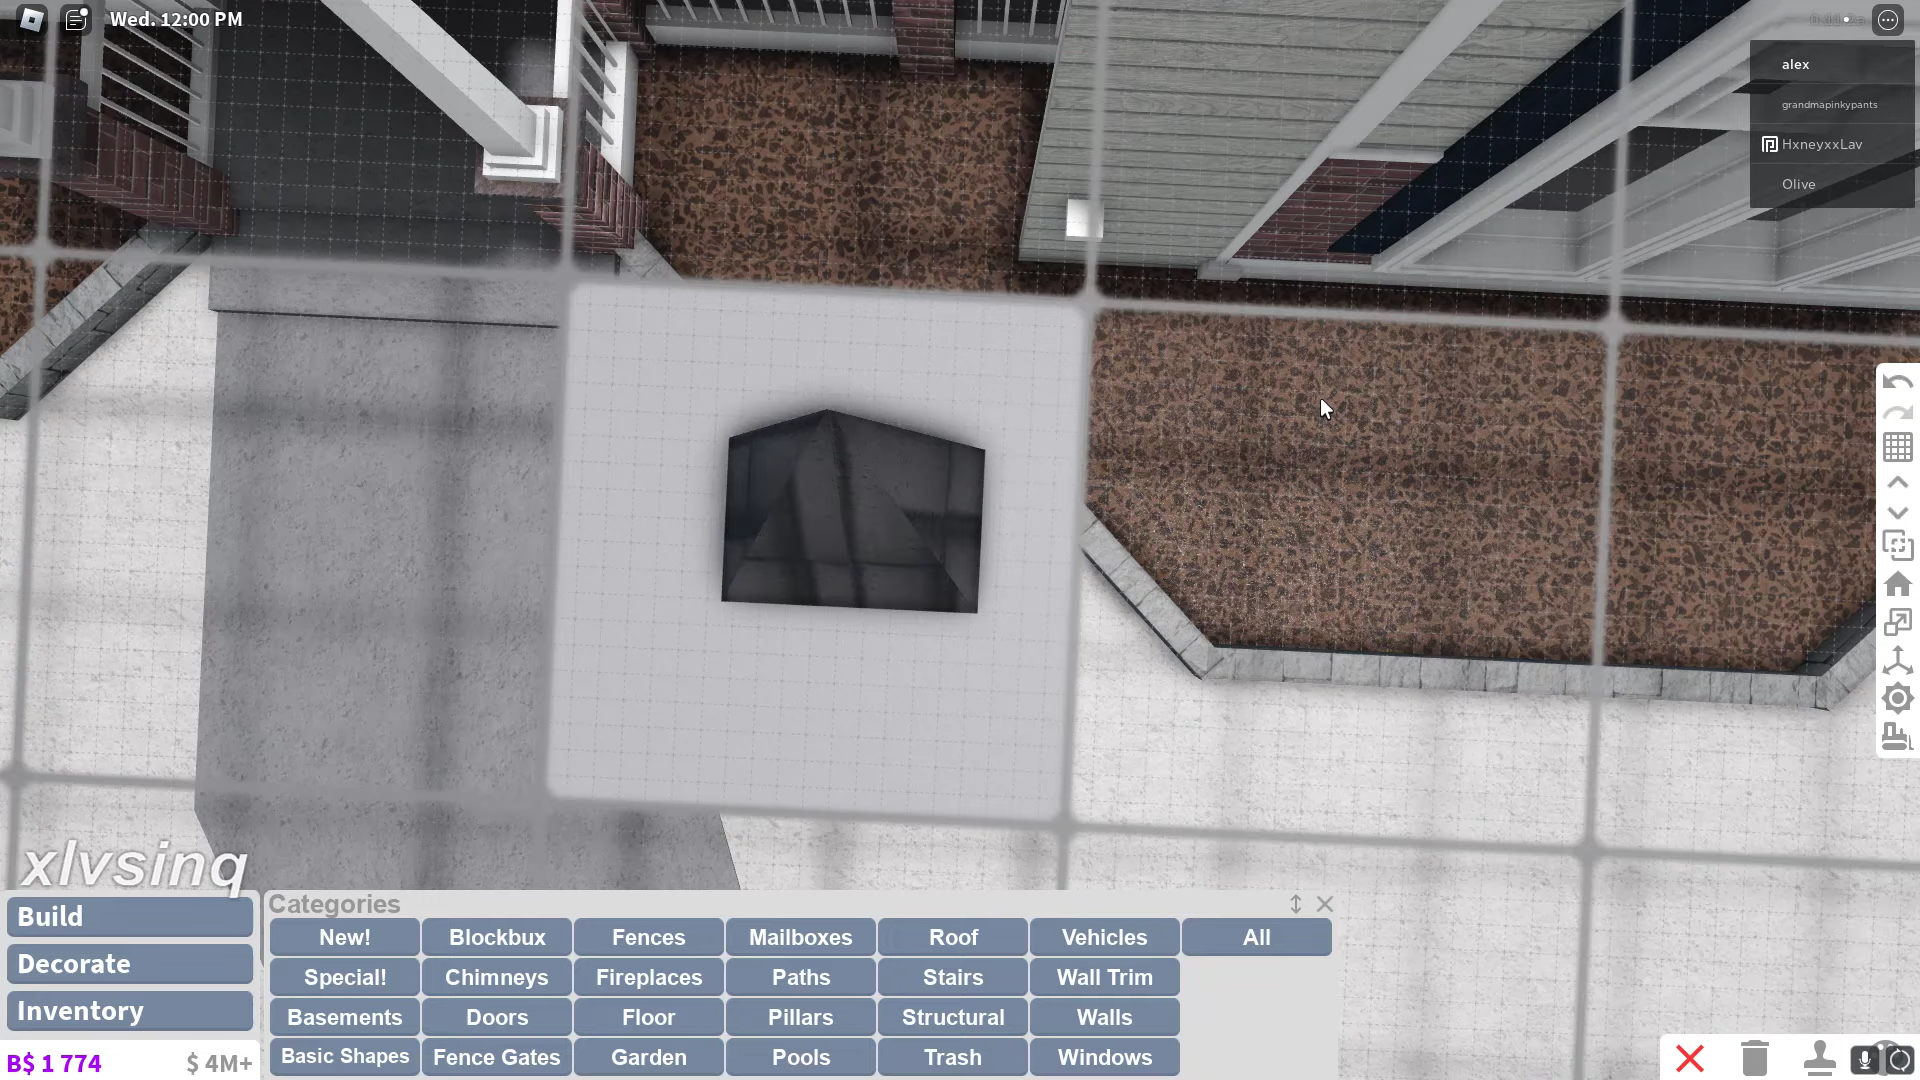 Wed. 12:00 PM
alex
grandmapinkypants
HxneyxxLav
Olive
xlvsinq
Build
Decorate
Inventory
B$ 1 774
$ 4M+
Categories
New! Blockbux Fences Mailboxes Roof Vehicles All
Special! Chimneys Fireplaces Paths Stairs Wall Trim
Basements Doors Floor Pillars Structural Walls
Basic Shapes Fence Gates Garden Pools Trash Windows